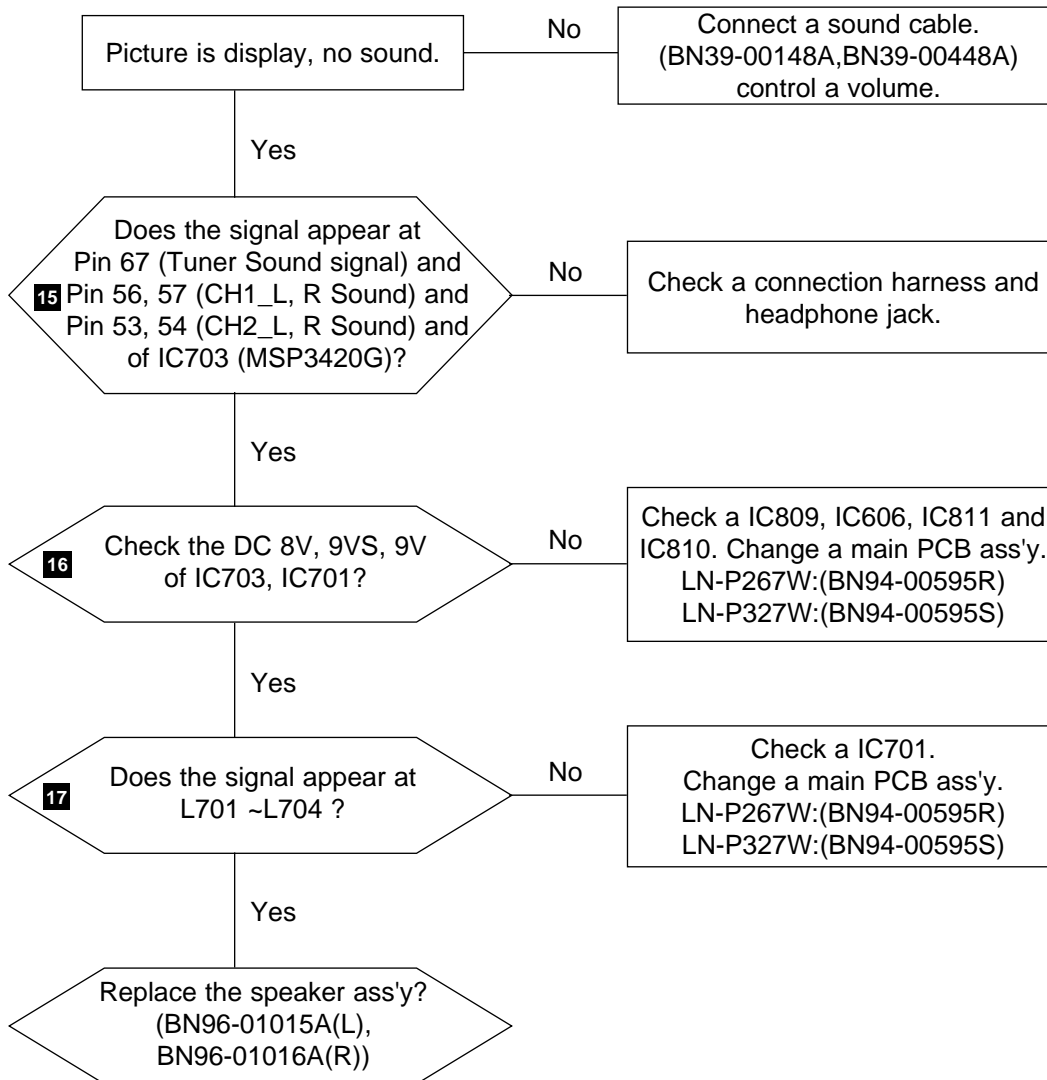 Picture is display, no sound.
No
Connect a sound cable.
(BN39-00148A,BN39-00448A)
control a volume.
Yes
Does the signal appear at
Pin 67 (Tuner Sound signal) and
15
Pin 56, 57 (CH1_L, R Sound) and
Pin 53, 54 (CH2_L, R Sound) and
of IC703 (MSP3420G)?
No
Check a connection harness and
headphone jack.
Yes
16
Check the DC 8V, 9VS, 9V
of IC703, IC701?
No
Check a IC809, IC606, IC811 and
IC810. Change a main PCB ass'y.
LN-P267W:(BN94-00595R)
LN-P327W:(BN94-00595S)
Yes
17
Does the signal appear at
L701 ~L704 ?
No
Check a IC701.
Change a main PCB ass'y.
LN-P267W:(BN94-00595R)
LN-P327W:(BN94-00595S)
Yes
Replace the speaker ass'y?
(BN96-01015A(L),
BN96-01016A(R))